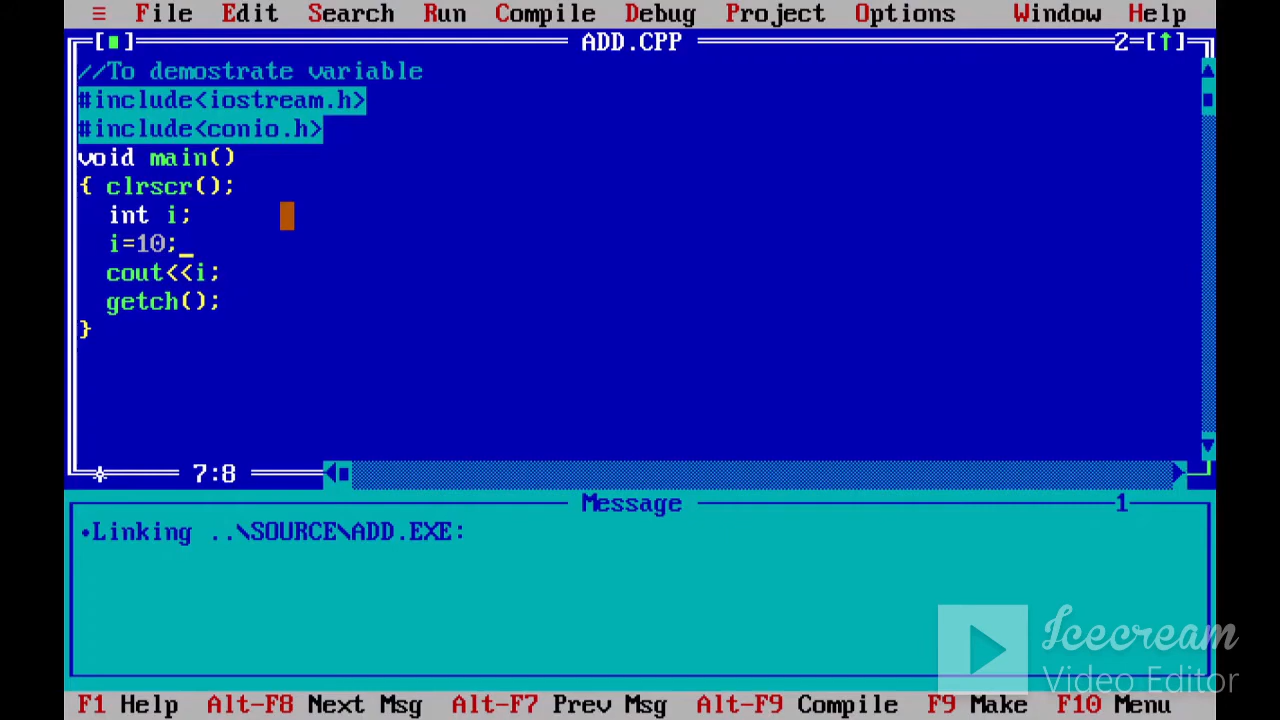 ≡ File Edit Search Run Compile Debug Project Options Window Help
[■] ADD.CPP 2=[↑]
//To demostrate variable
#include<iostream.h>
#include<conio.h>
void main()
{ clrscr();
int i;
i=10;_
cout<<i;
getch();
}
7:8
Message 1
•Linking ..\SOURCE\ADD.EXE:
Icecream
Video Editor
F1 Help Alt-F8 Next Msg Alt-F7 Prev Msg Alt-F9 Compile F9 Make F10 Menu